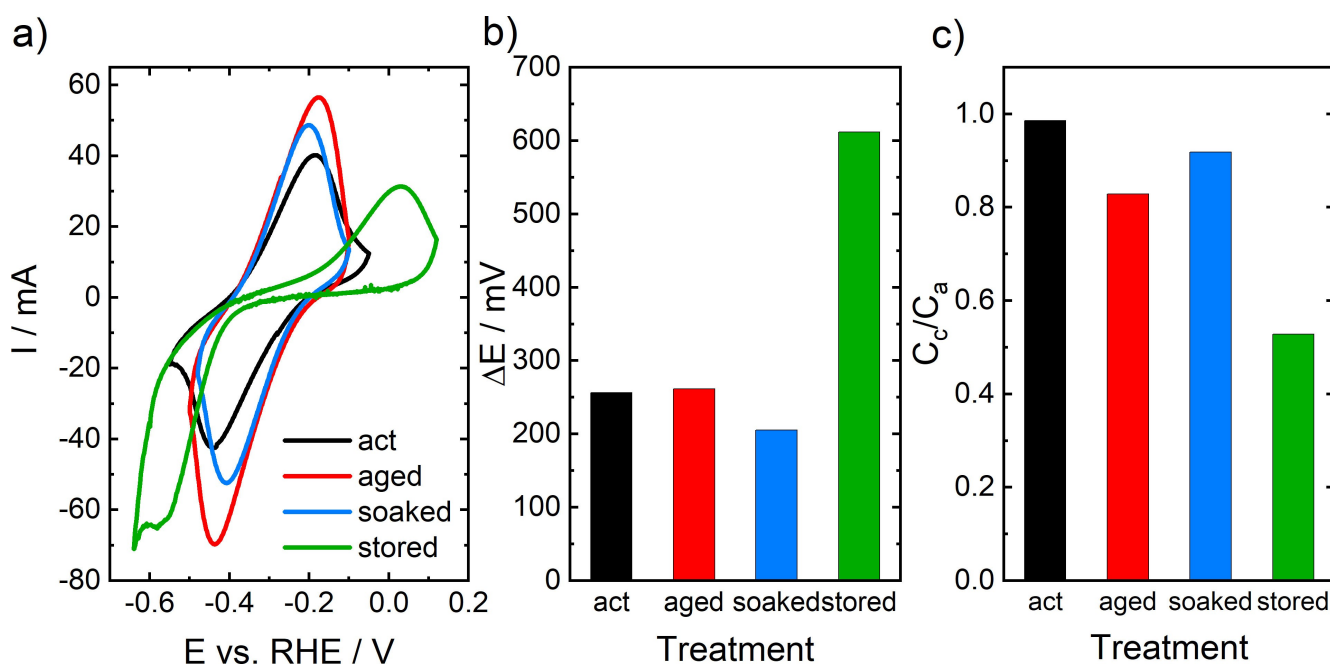 a)
60
40
20
0
-20
-40
-60
-80
I / mA
-0.6 -0.4 -0.2 0.0 0.2
E vs. RHE / V
act
aged
soaked
stored
b)
700
600
500
400
300
200
100
0
ΔE / mV
act aged soaked stored
Treatment
c)
1.0
0.8
0.6
0.4
0.2
0.0
Cc/Ca
act aged soaked stored
Treatment